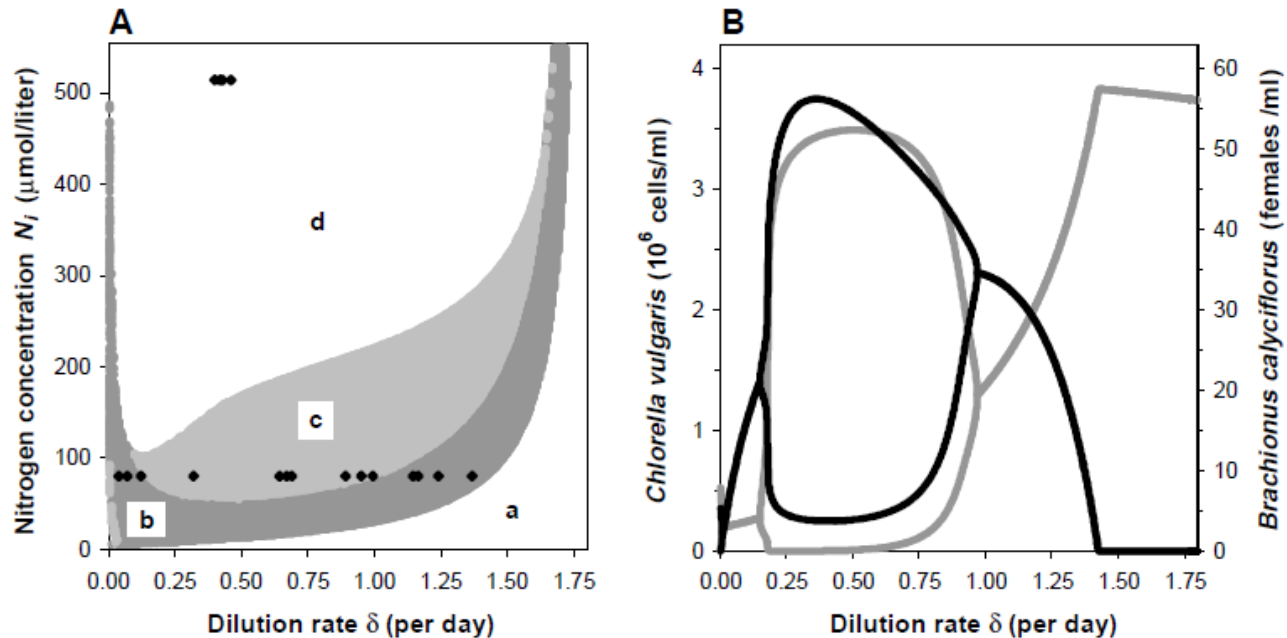 A
Nitrogen concentration Ni (μmol/liter)
500
400
300
200
100
0
d
c
b
a
0.00 0.25 0.50 0.75 1.00 1.25 1.50 1.75
Dilution rate δ (per day)
B
Chlorella vulgaris (10⁶ cells/ml)
4
3
2
1
0
60
50
40
30
20
10
0
Brachionus calyciflorus (females /ml)
0.00 0.25 0.50 0.75 1.00 1.25 1.50 1.75
Dilution rate δ (per day)